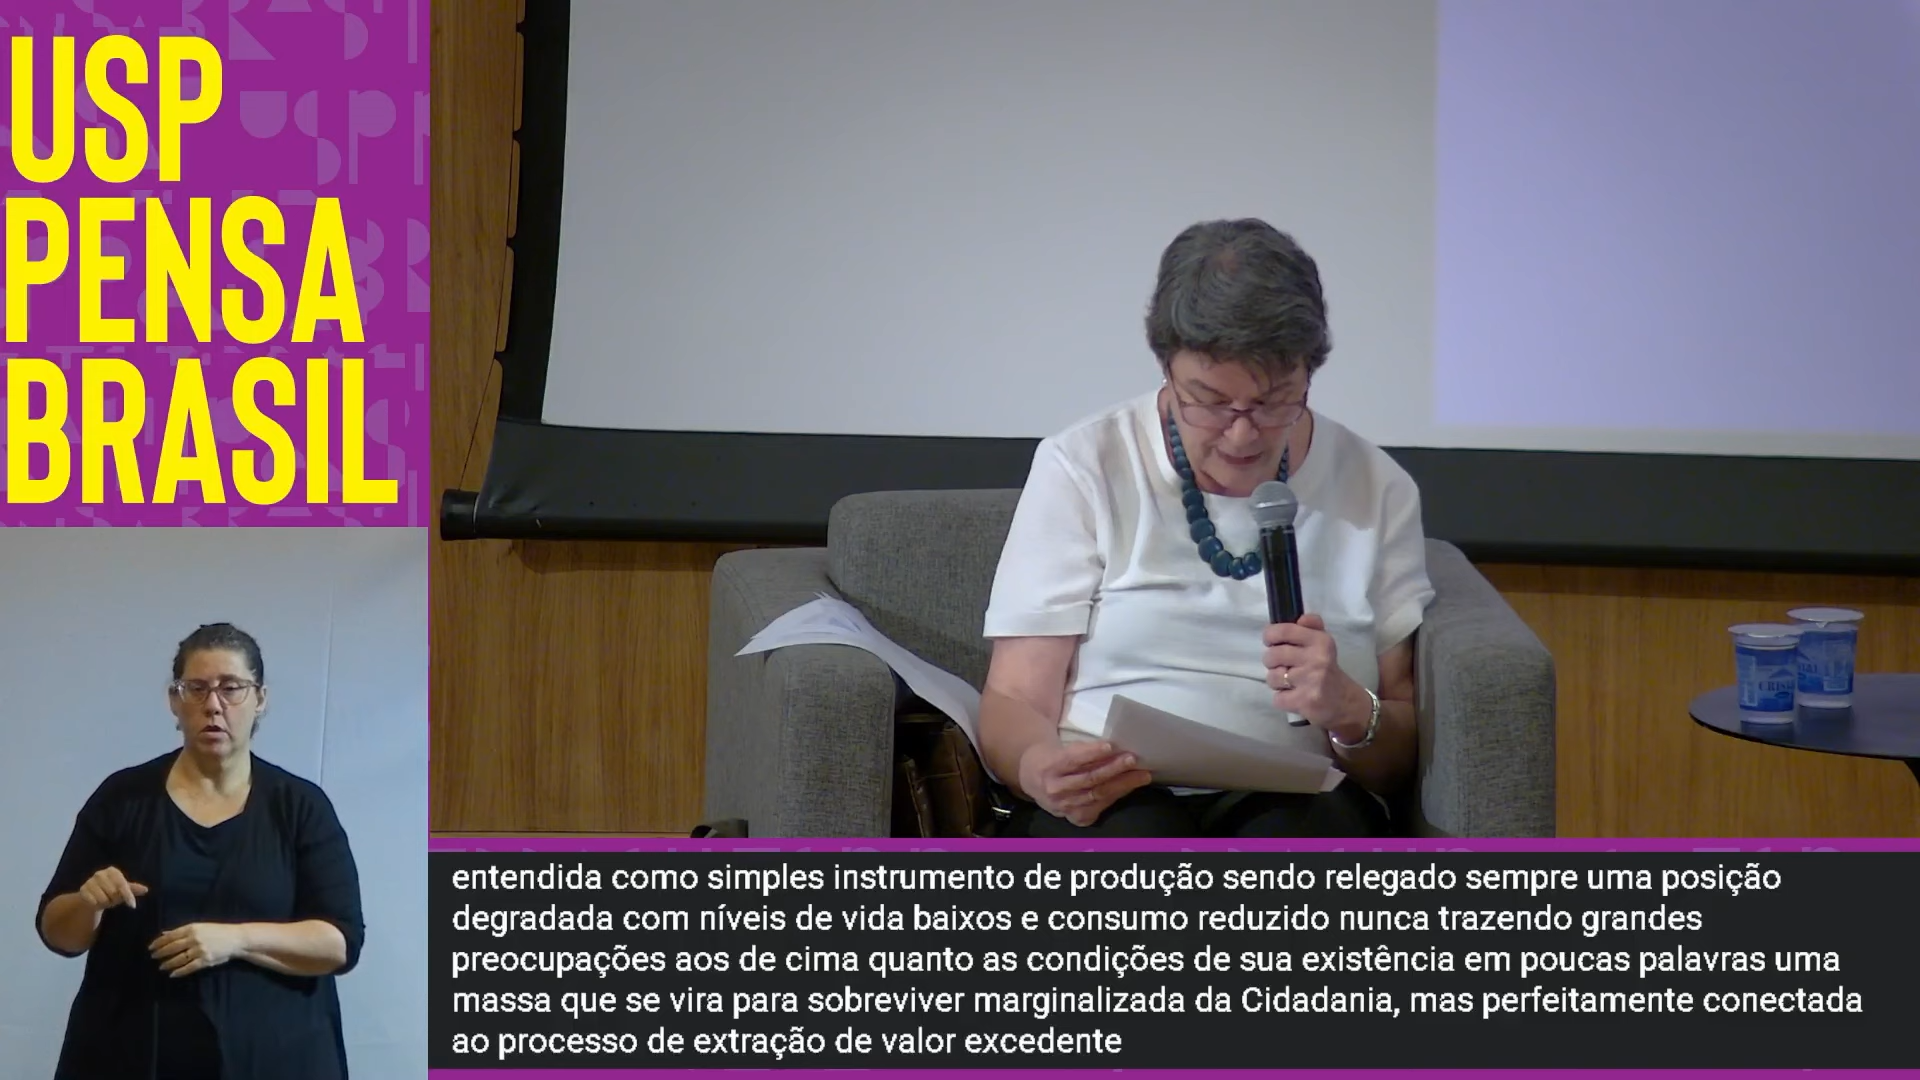 USP
PENSA
BRASIL
CRISTAL
entendida como simples instrumento de produção sendo relegado sempre uma posição
degradada com níveis de vida baixos e consumo reduzido nunca trazendo grandes
preocupações aos de cima quanto as condições de sua existência em poucas palavras uma
massa que se vira para sobreviver marginalizada da Cidadania, mas perfeitamente conectada
ao processo de extração de valor excedente